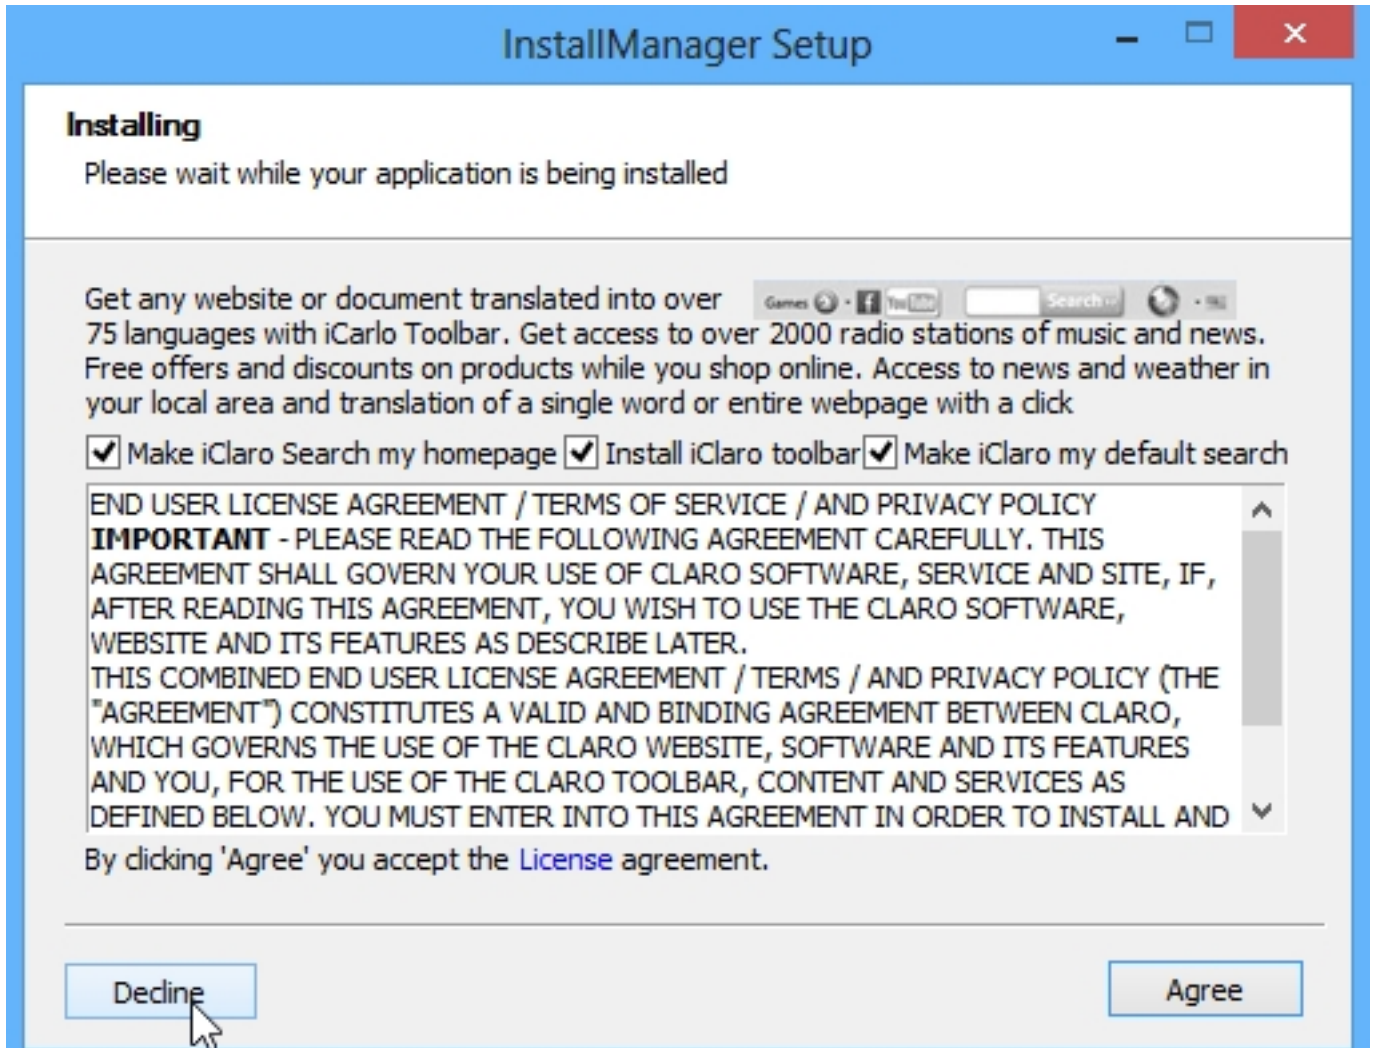 InstallManager Setup
Installing
Please wait while your application is being installed
Get any website or document translated into over
Games f You Tube Search
75 languages with iCarlo Toolbar. Get access to over 2000 radio stations of music and news.
Free offers and discounts on products while you shop online. Access to news and weather in
your local area and translation of a single word or entire webpage with a click
Make iClaro Search my homepage Install iClaro toolbar Make iClaro my default search
END USER LICENSE AGREEMENT / TERMS OF SERVICE / AND PRIVACY POLICY
IMPORTANT - PLEASE READ THE FOLLOWING AGREEMENT CAREFULLY. THIS
AGREEMENT SHALL GOVERN YOUR USE OF CLARO SOFTWARE, SERVICE AND SITE, IF,
AFTER READING THIS AGREEMENT, YOU WISH TO USE THE CLARO SOFTWARE,
WEBSITE AND ITS FEATURES AS DESCRIBE LATER.
THIS COMBINED END USER LICENSE AGREEMENT / TERMS / AND PRIVACY POLICY (THE
"AGREEMENT") CONSTITUTES A VALID AND BINDING AGREEMENT BETWEEN CLARO,
WHICH GOVERNS THE USE OF THE CLARO WEBSITE, SOFTWARE AND ITS FEATURES
AND YOU, FOR THE USE OF THE CLARO TOOLBAR, CONTENT AND SERVICES AS
DEFINED BELOW. YOU MUST ENTER INTO THIS AGREEMENT IN ORDER TO INSTALL AND
By clicking 'Agree' you accept the License agreement.
Decline
Agree